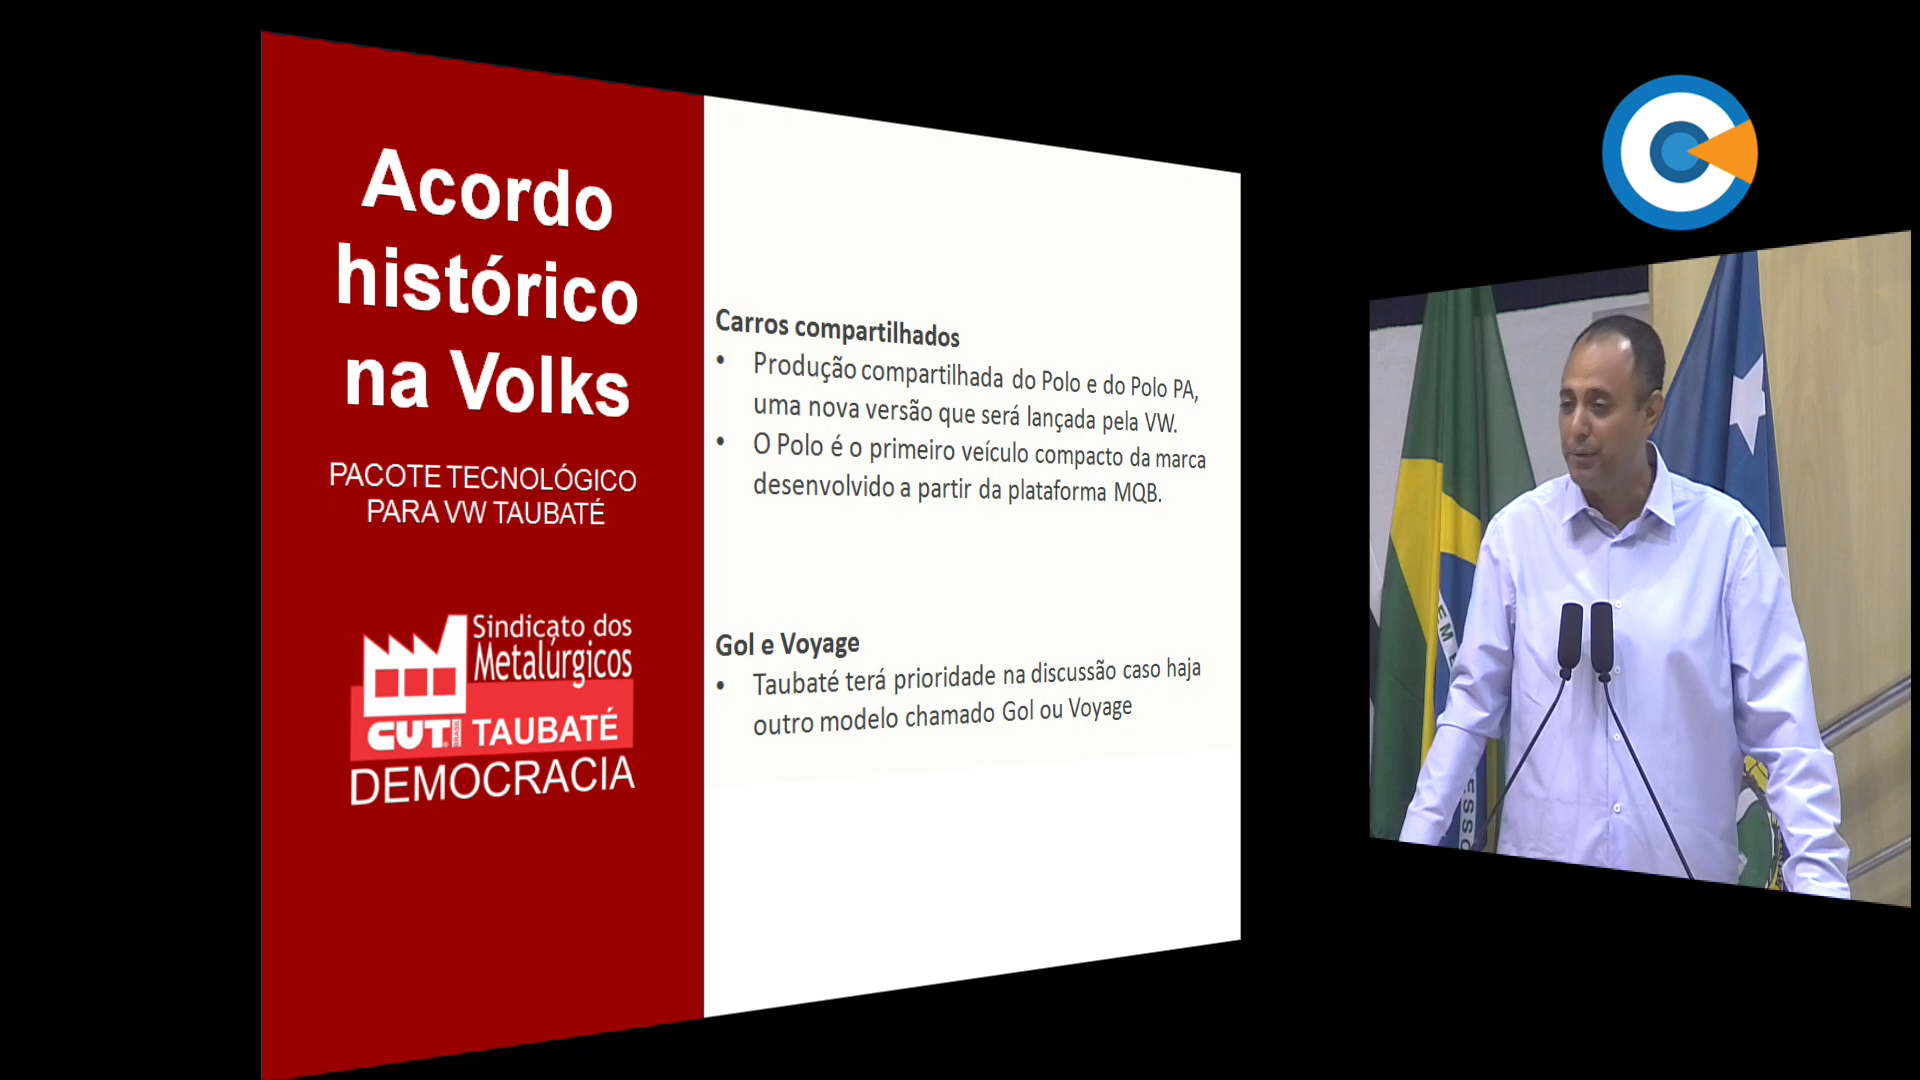 Acordo
histórico
na Volks
PACOTE TECNOLÓGICO
PARA VW TAUBATÉ
Sindicato dos
Metalúrgicos
CUT BRASIL TAUBATÉ
DEMOCRACIA
Carros compartilhados
• Produção compartilhada do Polo e do Polo PA,
uma nova versão que será lançada pela VW.
• O Polo é o primeiro veículo compacto da marca
desenvolvido a partir da plataforma MQB.
Gol e Voyage
• Taubaté terá prioridade na discussão caso haja
outro modelo chamado Gol ou Voyage
EM